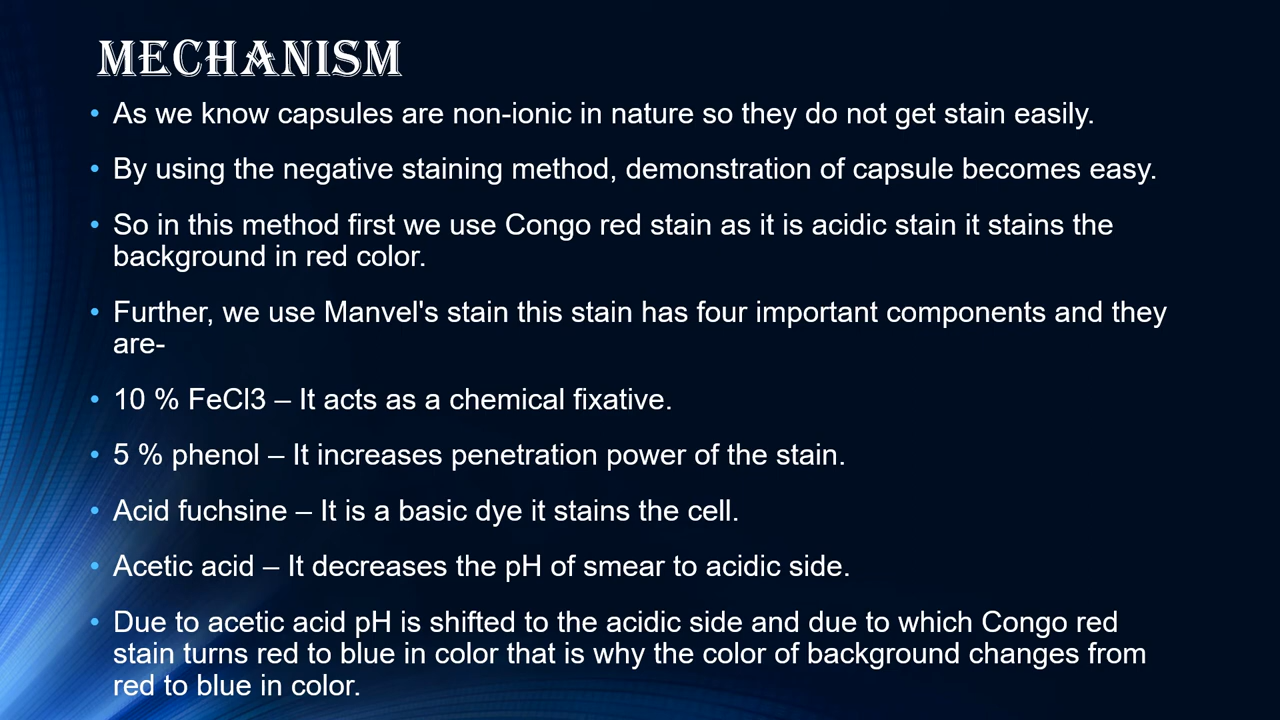 MECHANISM
• As we know capsules are non-ionic in nature so they do not get stain easily.
• By using the negative staining method, demonstration of capsule becomes easy.
• So in this method first we use Congo red stain as it is acidic stain it stains the
background in red color.
• Further, we use Manvel's stain this stain has four important components and they
are-
• 10 % FeCl3 – It acts as a chemical fixative.
• 5 % phenol – It increases penetration power of the stain.
• Acid fuchsine – It is a basic dye it stains the cell.
• Acetic acid – It decreases the pH of smear to acidic side.
• Due to acetic acid pH is shifted to the acidic side and due to which Congo red
stain turns red to blue in color that is why the color of background changes from
red to blue in color.